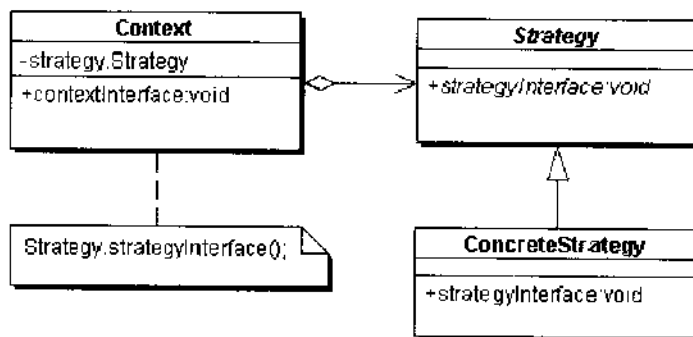 Context
-strategy:Strategy
+contextInterface:void
Strategy.strategyInterface();
Strategy
+strategyInterface:void
ConcreteStrategy
+strategyInterface:void